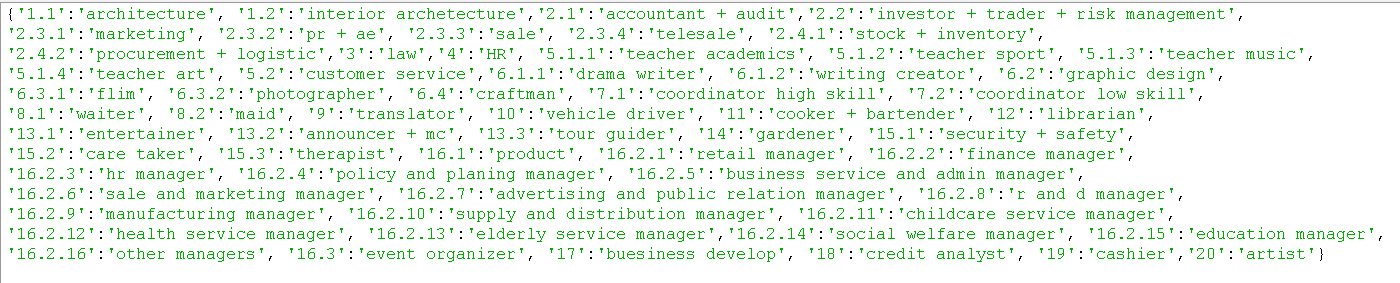 {'1.1':'architecture', '1.2':'interior archetecture','2.1':'accountant + audit','2.2':'investor + trader + risk management',
'2.3.1':'marketing', '2.3.2':'pr + ae', '2.3.3':'sale', '2.3.4':'telesale', '2.4.1':'stock + inventory',
'2.4.2':'procurement + logistic','3':'law','4':'HR', '5.1.1':'teacher academics', '5.1.2':'teacher sport', '5.1.3':'teacher music',
'5.1.4':'teacher art', '5.2':'customer service','6.1.1':'drama writer', '6.1.2':'writing creator', '6.2':'graphic design',
'6.3.1':'flim', '6.3.2':'photographer', '6.4':'craftman', '7.1':'coordinator high skill', '7.2':'coordinator low skill',
'8.1':'waiter', '8.2':'maid', '9':'translator', '10':'vehicle driver', '11':'cooker + bartender', '12':'librarian',
'13.1':'entertainer', '13.2':'announcer + mc', '13.3':'tour guider', '14':'gardener', '15.1':'security + safety',
'15.2':'care taker', '15.3':'therapist', '16.1':'product', '16.2.1':'retail manager', '16.2.2':'finance manager',
'16.2.3':'hr manager', '16.2.4':'policy and planing manager', '16.2.5':'business service and admin manager',
'16.2.6':'sale and marketing manager', '16.2.7':'advertising and public relation manager', '16.2.8':'r and d manager',
'16.2.9':'manufacturing manager', '16.2.10':'supply and distribution manager', '16.2.11':'childcare service manager',
'16.2.12':'health service manager', '16.2.13':'elderly service manager','16.2.14':'social welfare manager', '16.2.15':'education manager',
'16.2.16':'other managers', '16.3':'event organizer', '17':'buesiness develop', '18':'credit analyst', '19':'cashier','20':'artist'}